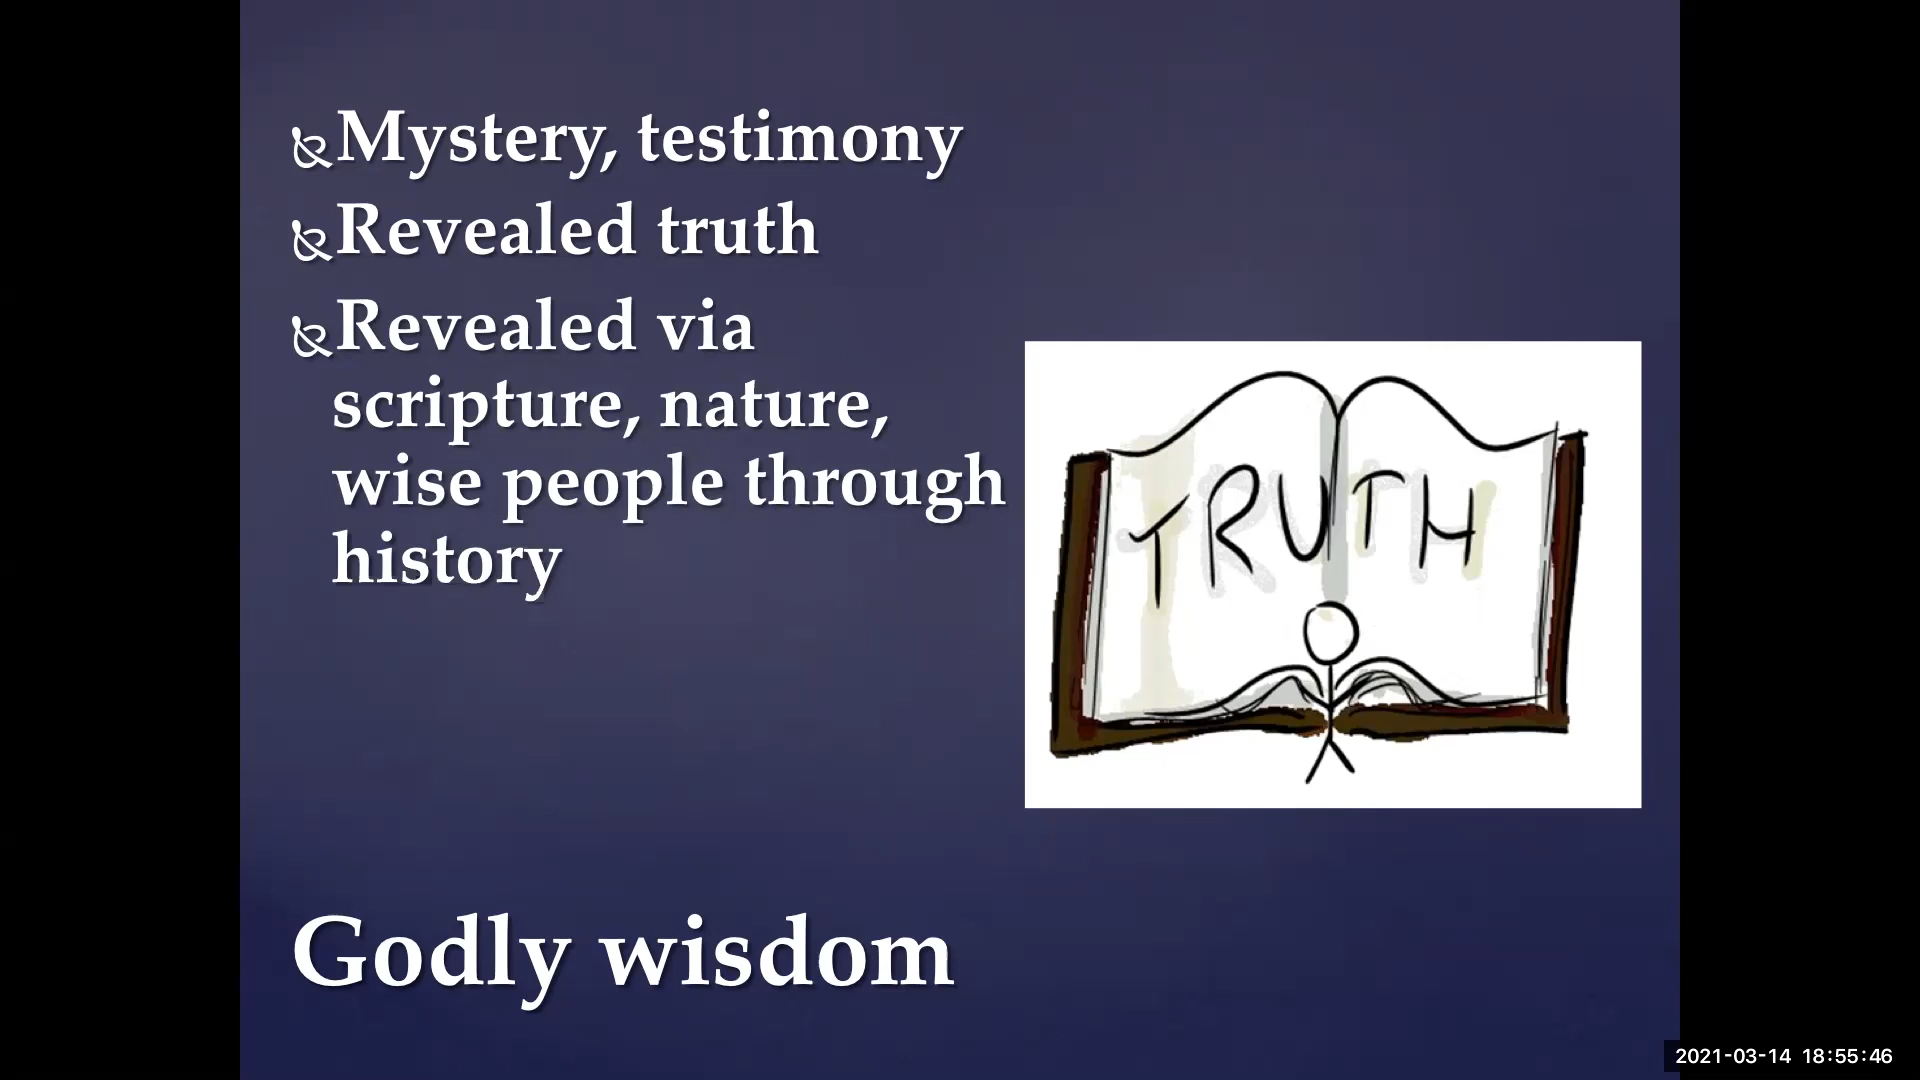 Mystery, testimony
Revealed truth
Revealed via
scripture, nature,
wise people through
history
TRUTH
Godly wisdom
2021-03-14 18:55:46